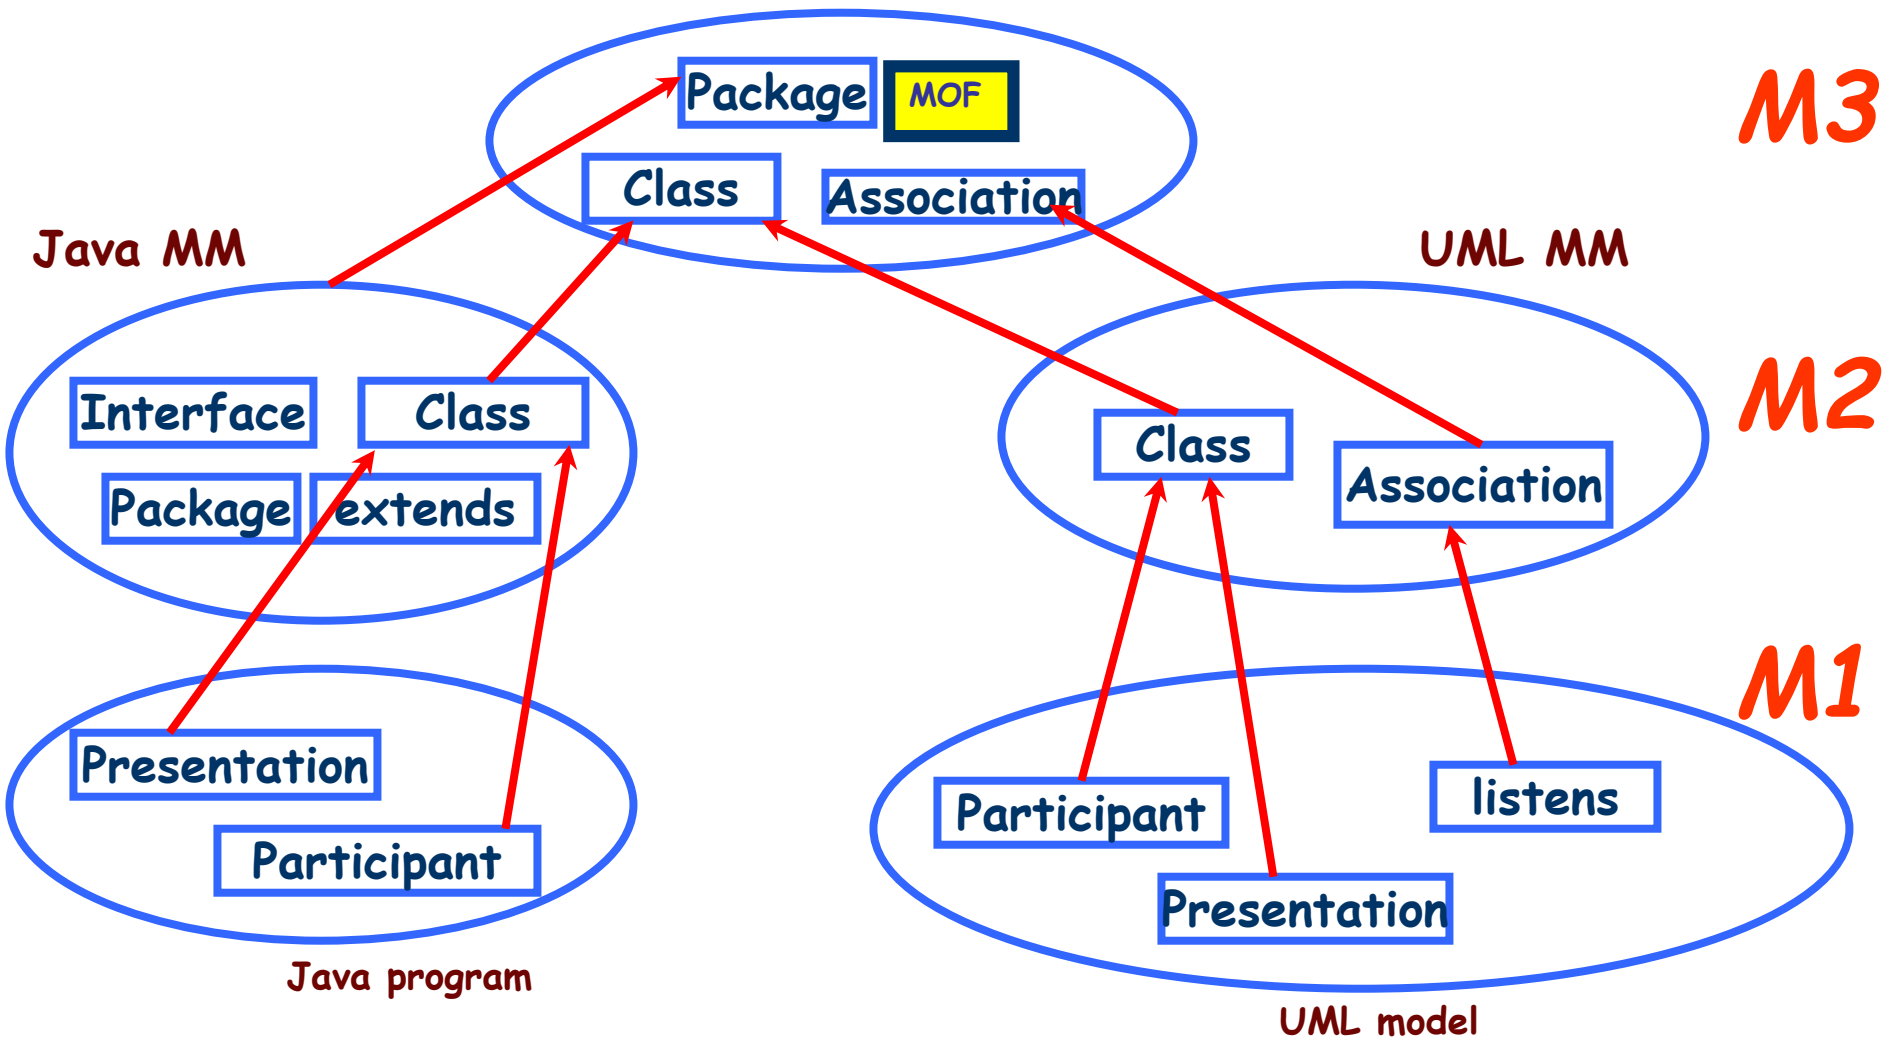 Package
MOF
M3
Class
Association
Java MM
UML MM
Interface
Class
M2
Class
Association
Package
extends
M1
Presentation
Participant
listens
Participant
Presentation
Java program
UML model